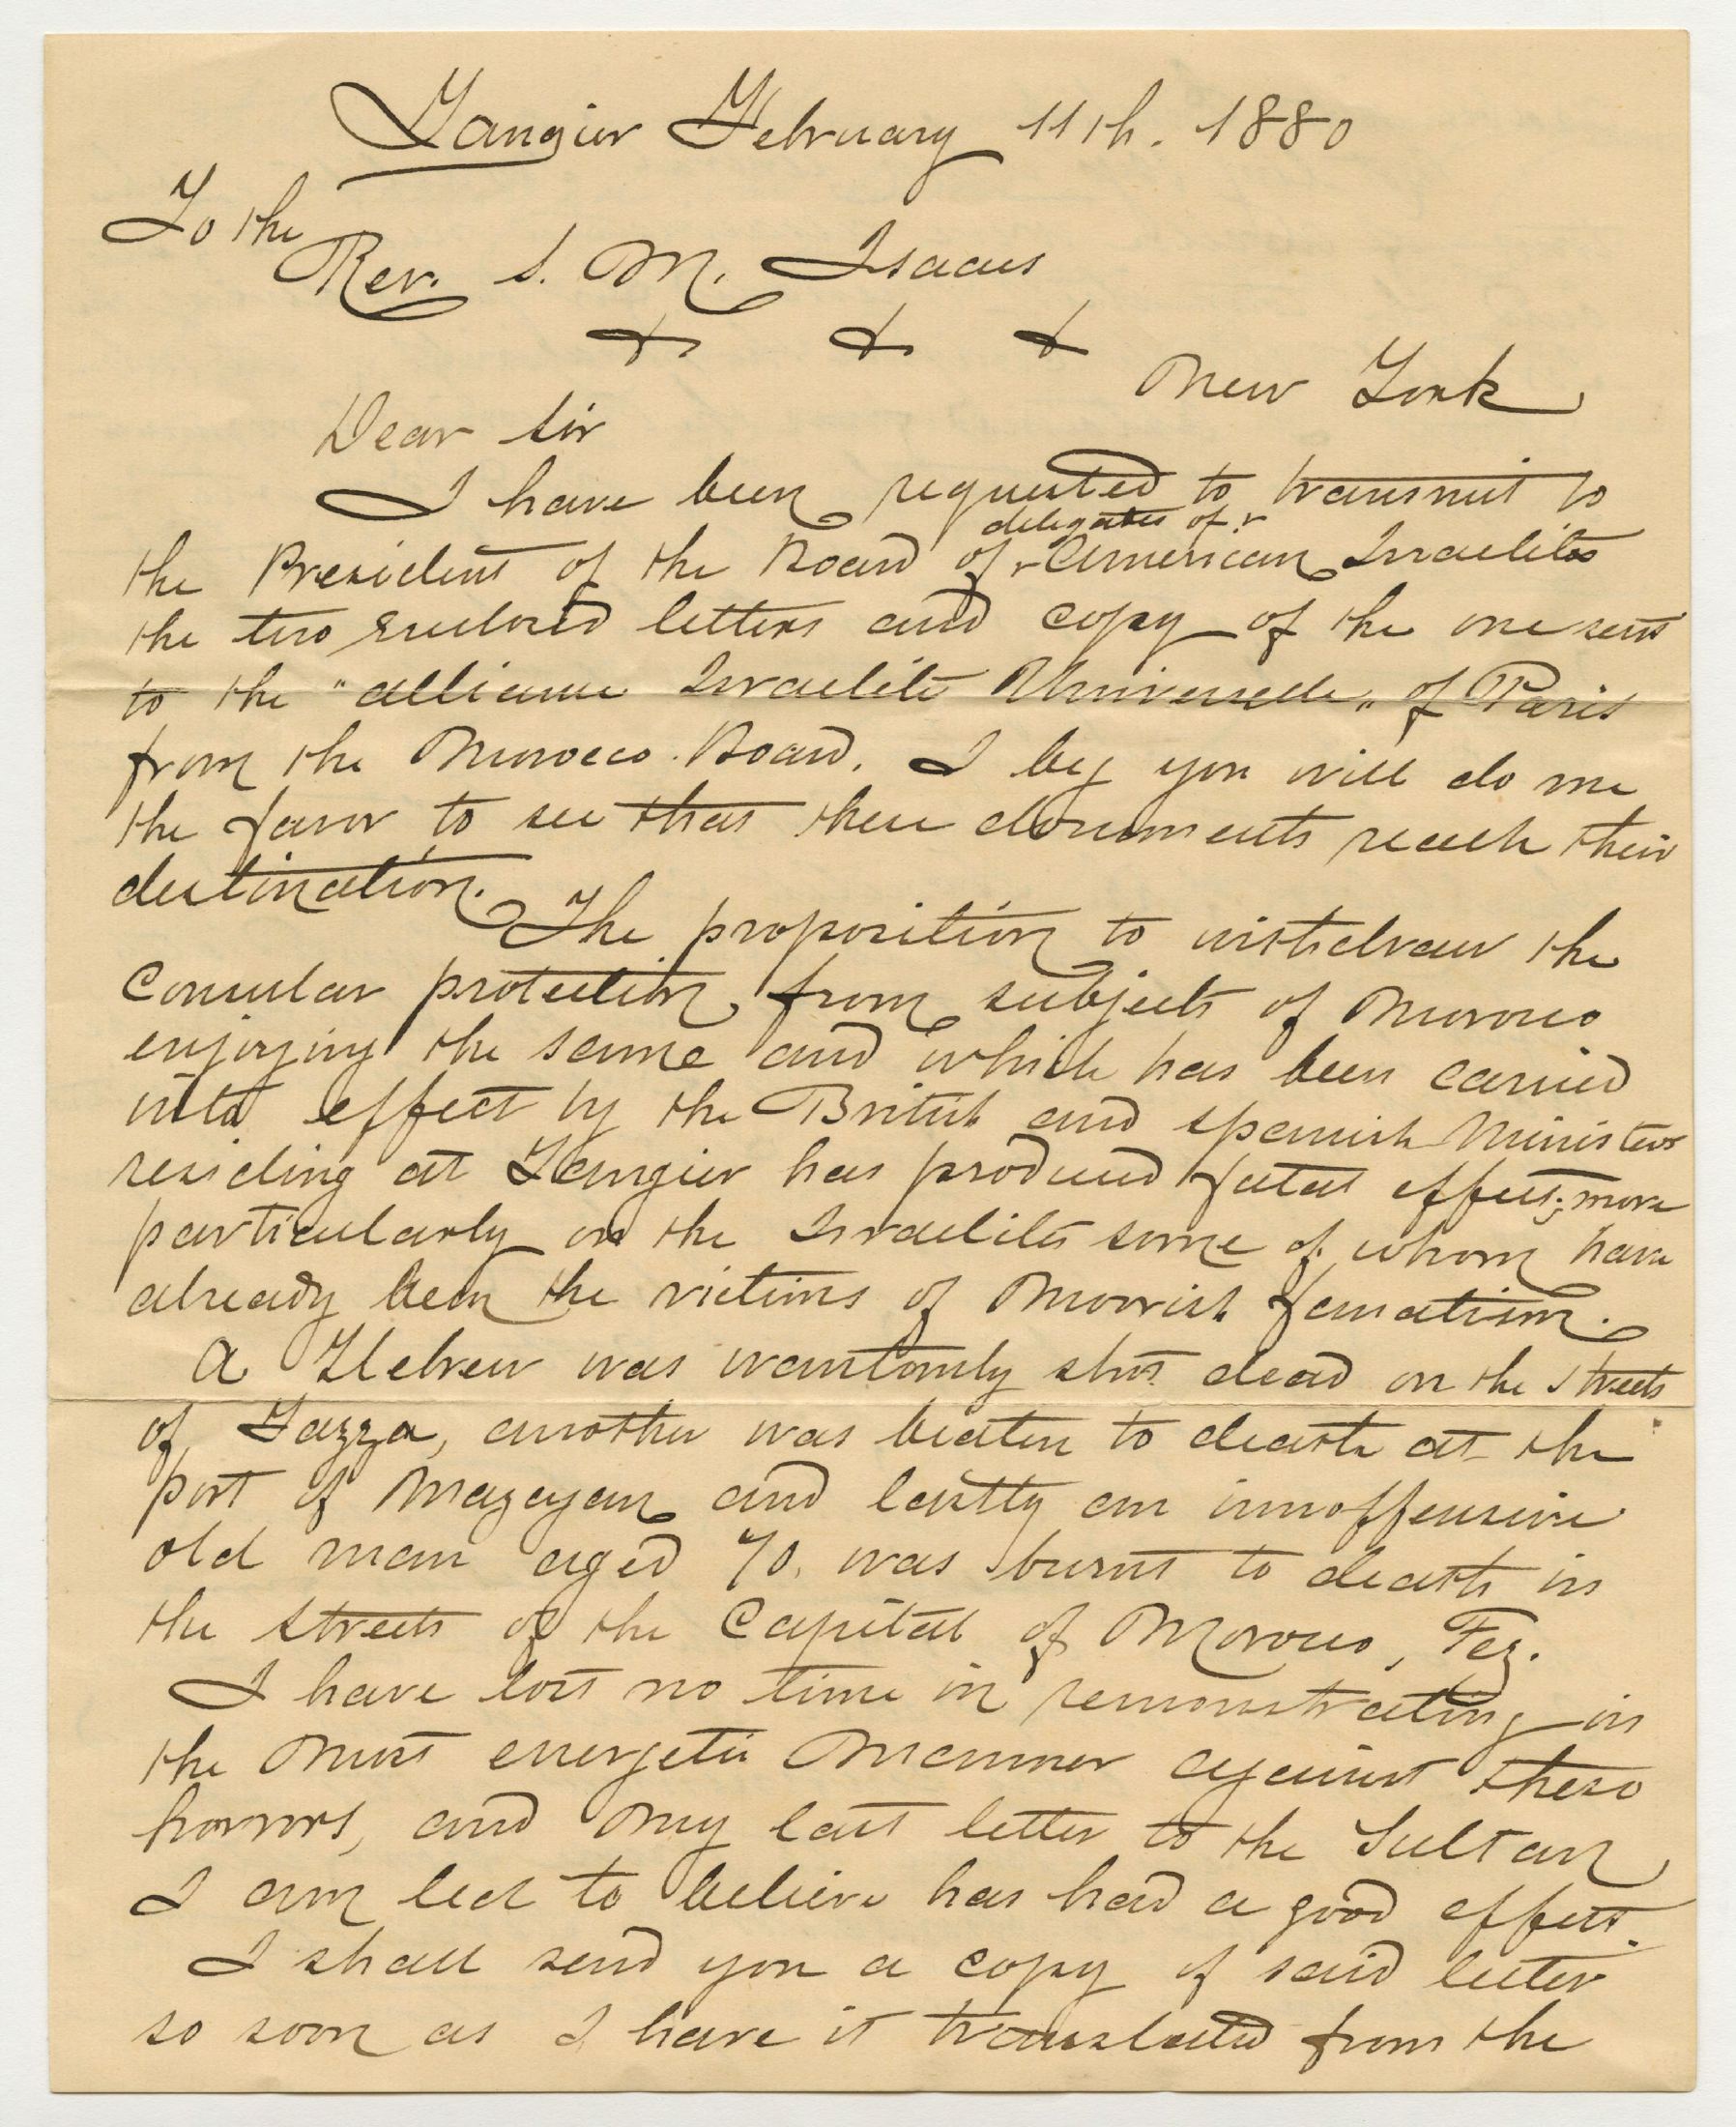 Tangier February 11th. 1880
To the
Rev. S. M. Isaacs
New York
Dear Sir
I have been requested to transmit to
delegates of
the President of the Board of American Israelites
the two enclosed letters and copy of the one sent
to the "alliance Israelite Universelle" of Paris
from the Morocco Board. I beg you will do me
the favor to see that these documents reach their
destination.
The proposition to withdraw the
Consular protection from subjects of Morocco
enjoying the same and which has been carried
into effect by the British and Spanish Ministers
residing at Tangier has produced fatal effects; more
particularly on the Israelites some of whom have
already been the victims of Moorish fanatism.
A Hebrew was wantonly shot dead on the streets
of Tazza, another was beaten to death at the
port of Mazagan and lastly an innoffensive
old man aged 70. was burnt to death in
the streets of the Capital of Morocco, Fez.
I have lost no time in remonstrating in
the most energetic manner against these
horrors, and my last letter to the Sultan
I am led to believe has had a good effect.
I shall send you a copy of said letter
so soon as I have it translated from the